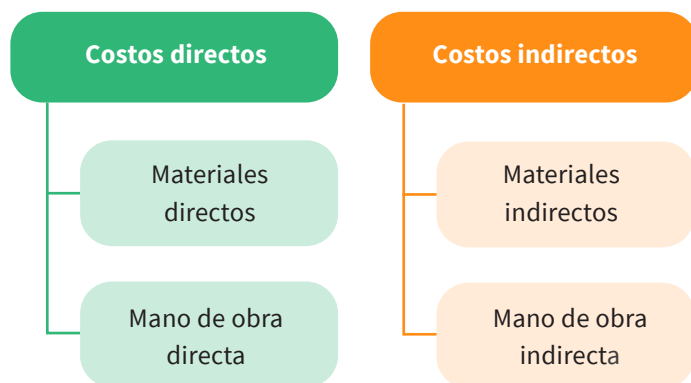 Costos directos
Materiales
directos
Mano de obra
directa
Costos indirectos
Materiales
indirectos
Mano de obra
indirecta